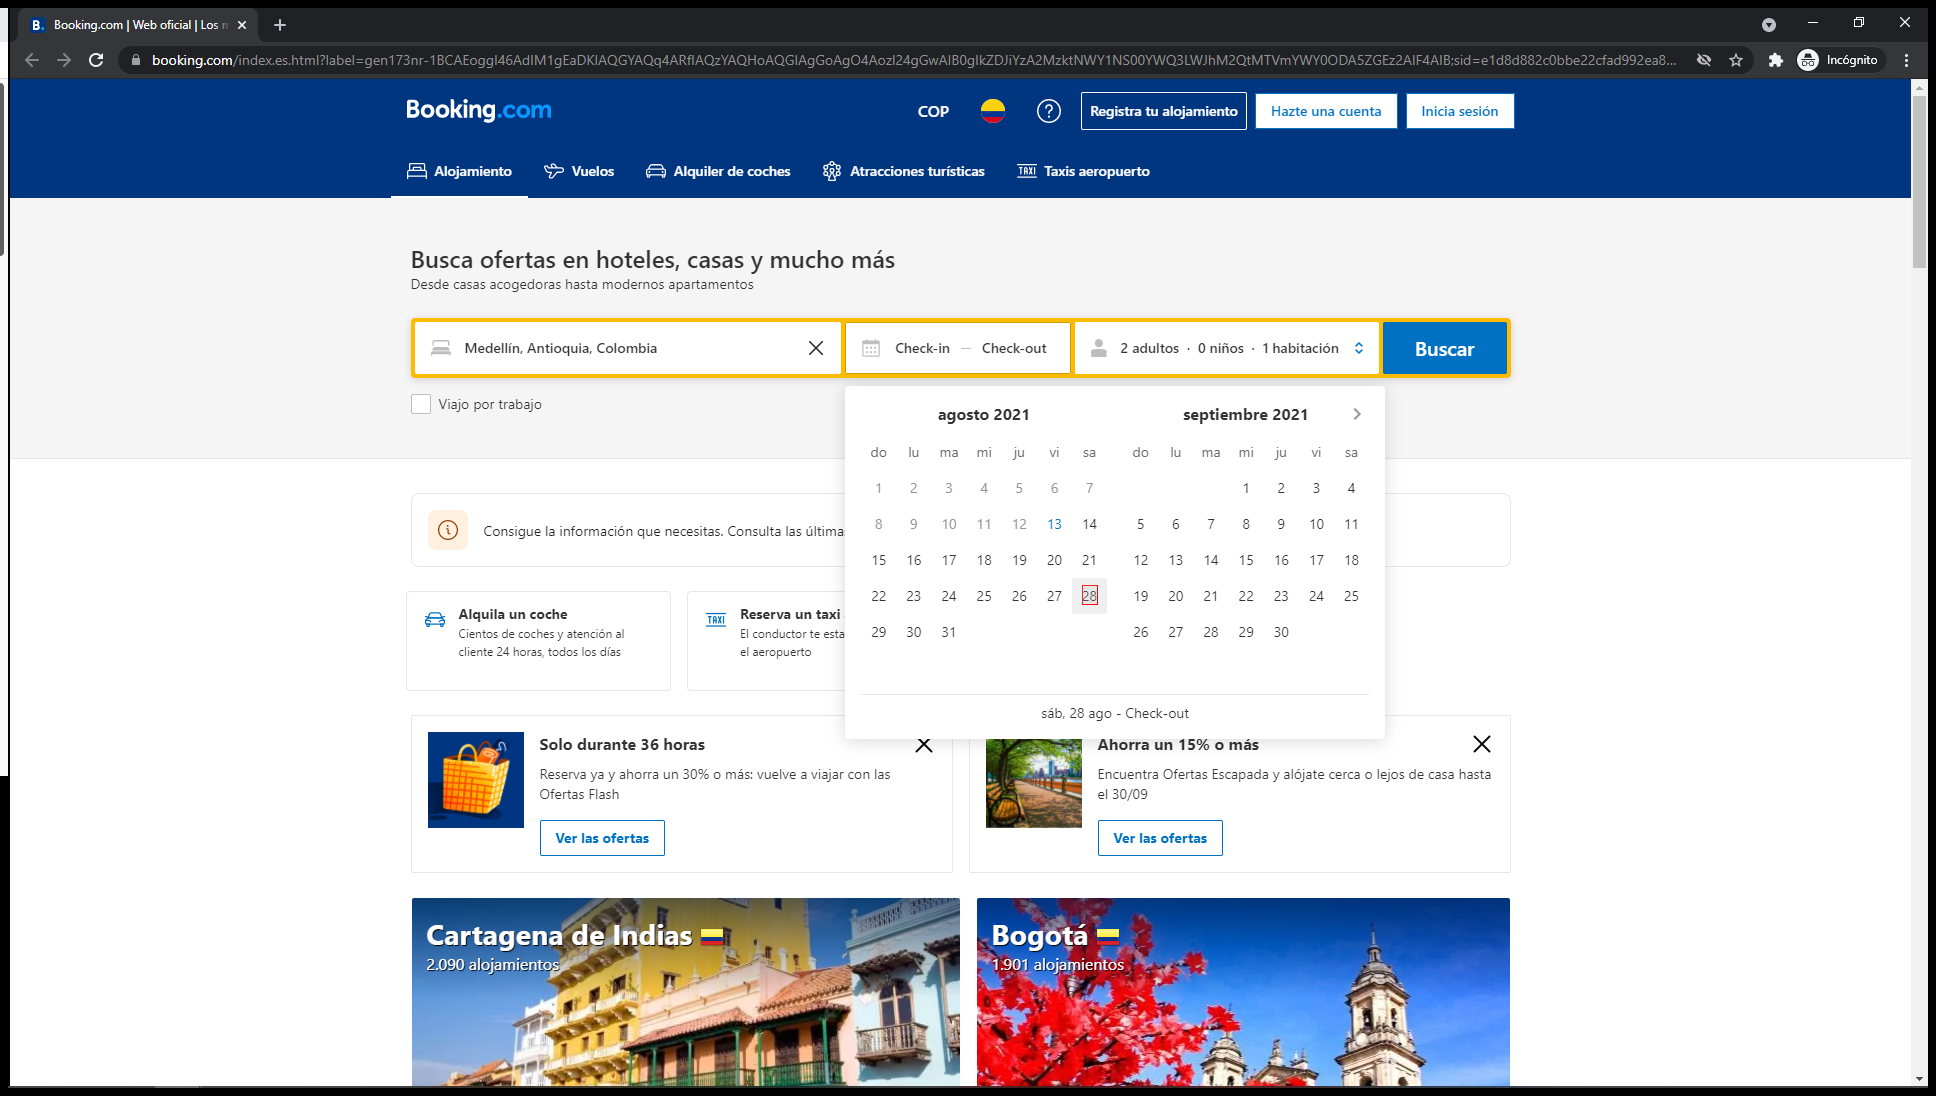 Booking.com | Web oficial | Los
booking.com/index.es.html?label=gen173nr-1BCAEoggI46AdIM1gEaDKIAQGYAQq4ARfIAQzYAQHoAQGIAgGoAgO4AozI24gGwAIB0gIkZDJiYzA2MzktNWY1NS00YWQ3LWJhM2QtMTVmYWY0ODA5ZGEz2AIF4AIB;sid=e1d8d882c0bbe22cfad992ea8...
Incógnito
Booking.com
COP
Registra tu alojamiento
Hazte una cuenta
Inicia sesión
Alojamiento
Vuelos
Alquiler de coches
Atracciones turísticas
TAXI Taxis aeropuerto
Busca ofertas en hoteles, casas y mucho más
Desde casas acogedoras hasta modernos apartamentos
Medellín, Antioquia, Colombia
Check-in — Check-out
2 adultos · 0 niños · 1 habitación
Buscar
Viajo por trabajo
agosto 2021
do lu ma mi ju vi sa
1 2 3 4 5 6 7
8 9 10 11 12 13 14
15 16 17 18 19 20 21
22 23 24 25 26 27 28
29 30 31
septiembre 2021
do lu ma mi ju vi sa
1 2 3 4
5 6 7 8 9 10 11
12 13 14 15 16 17 18
19 20 21 22 23 24 25
26 27 28 29 30
sáb, 28 ago - Check-out
Consigue la información que necesitas. Consulta las últimas
Alquila un coche
Cientos de coches y atención al
cliente 24 horas, todos los días
TAXI
Reserva un taxi
El conductor te esta
el aeropuerto
Solo durante 36 horas
Reserva ya y ahorra un 30% o más: vuelve a viajar con las
Ofertas Flash
Ver las ofertas
Ahorra un 15% o más
Encuentra Ofertas Escapada y alójate cerca o lejos de casa hasta
el 30/09
Ver las ofertas
Cartagena de Indias
2.090 alojamientos
Bogotá
1.901 alojamientos